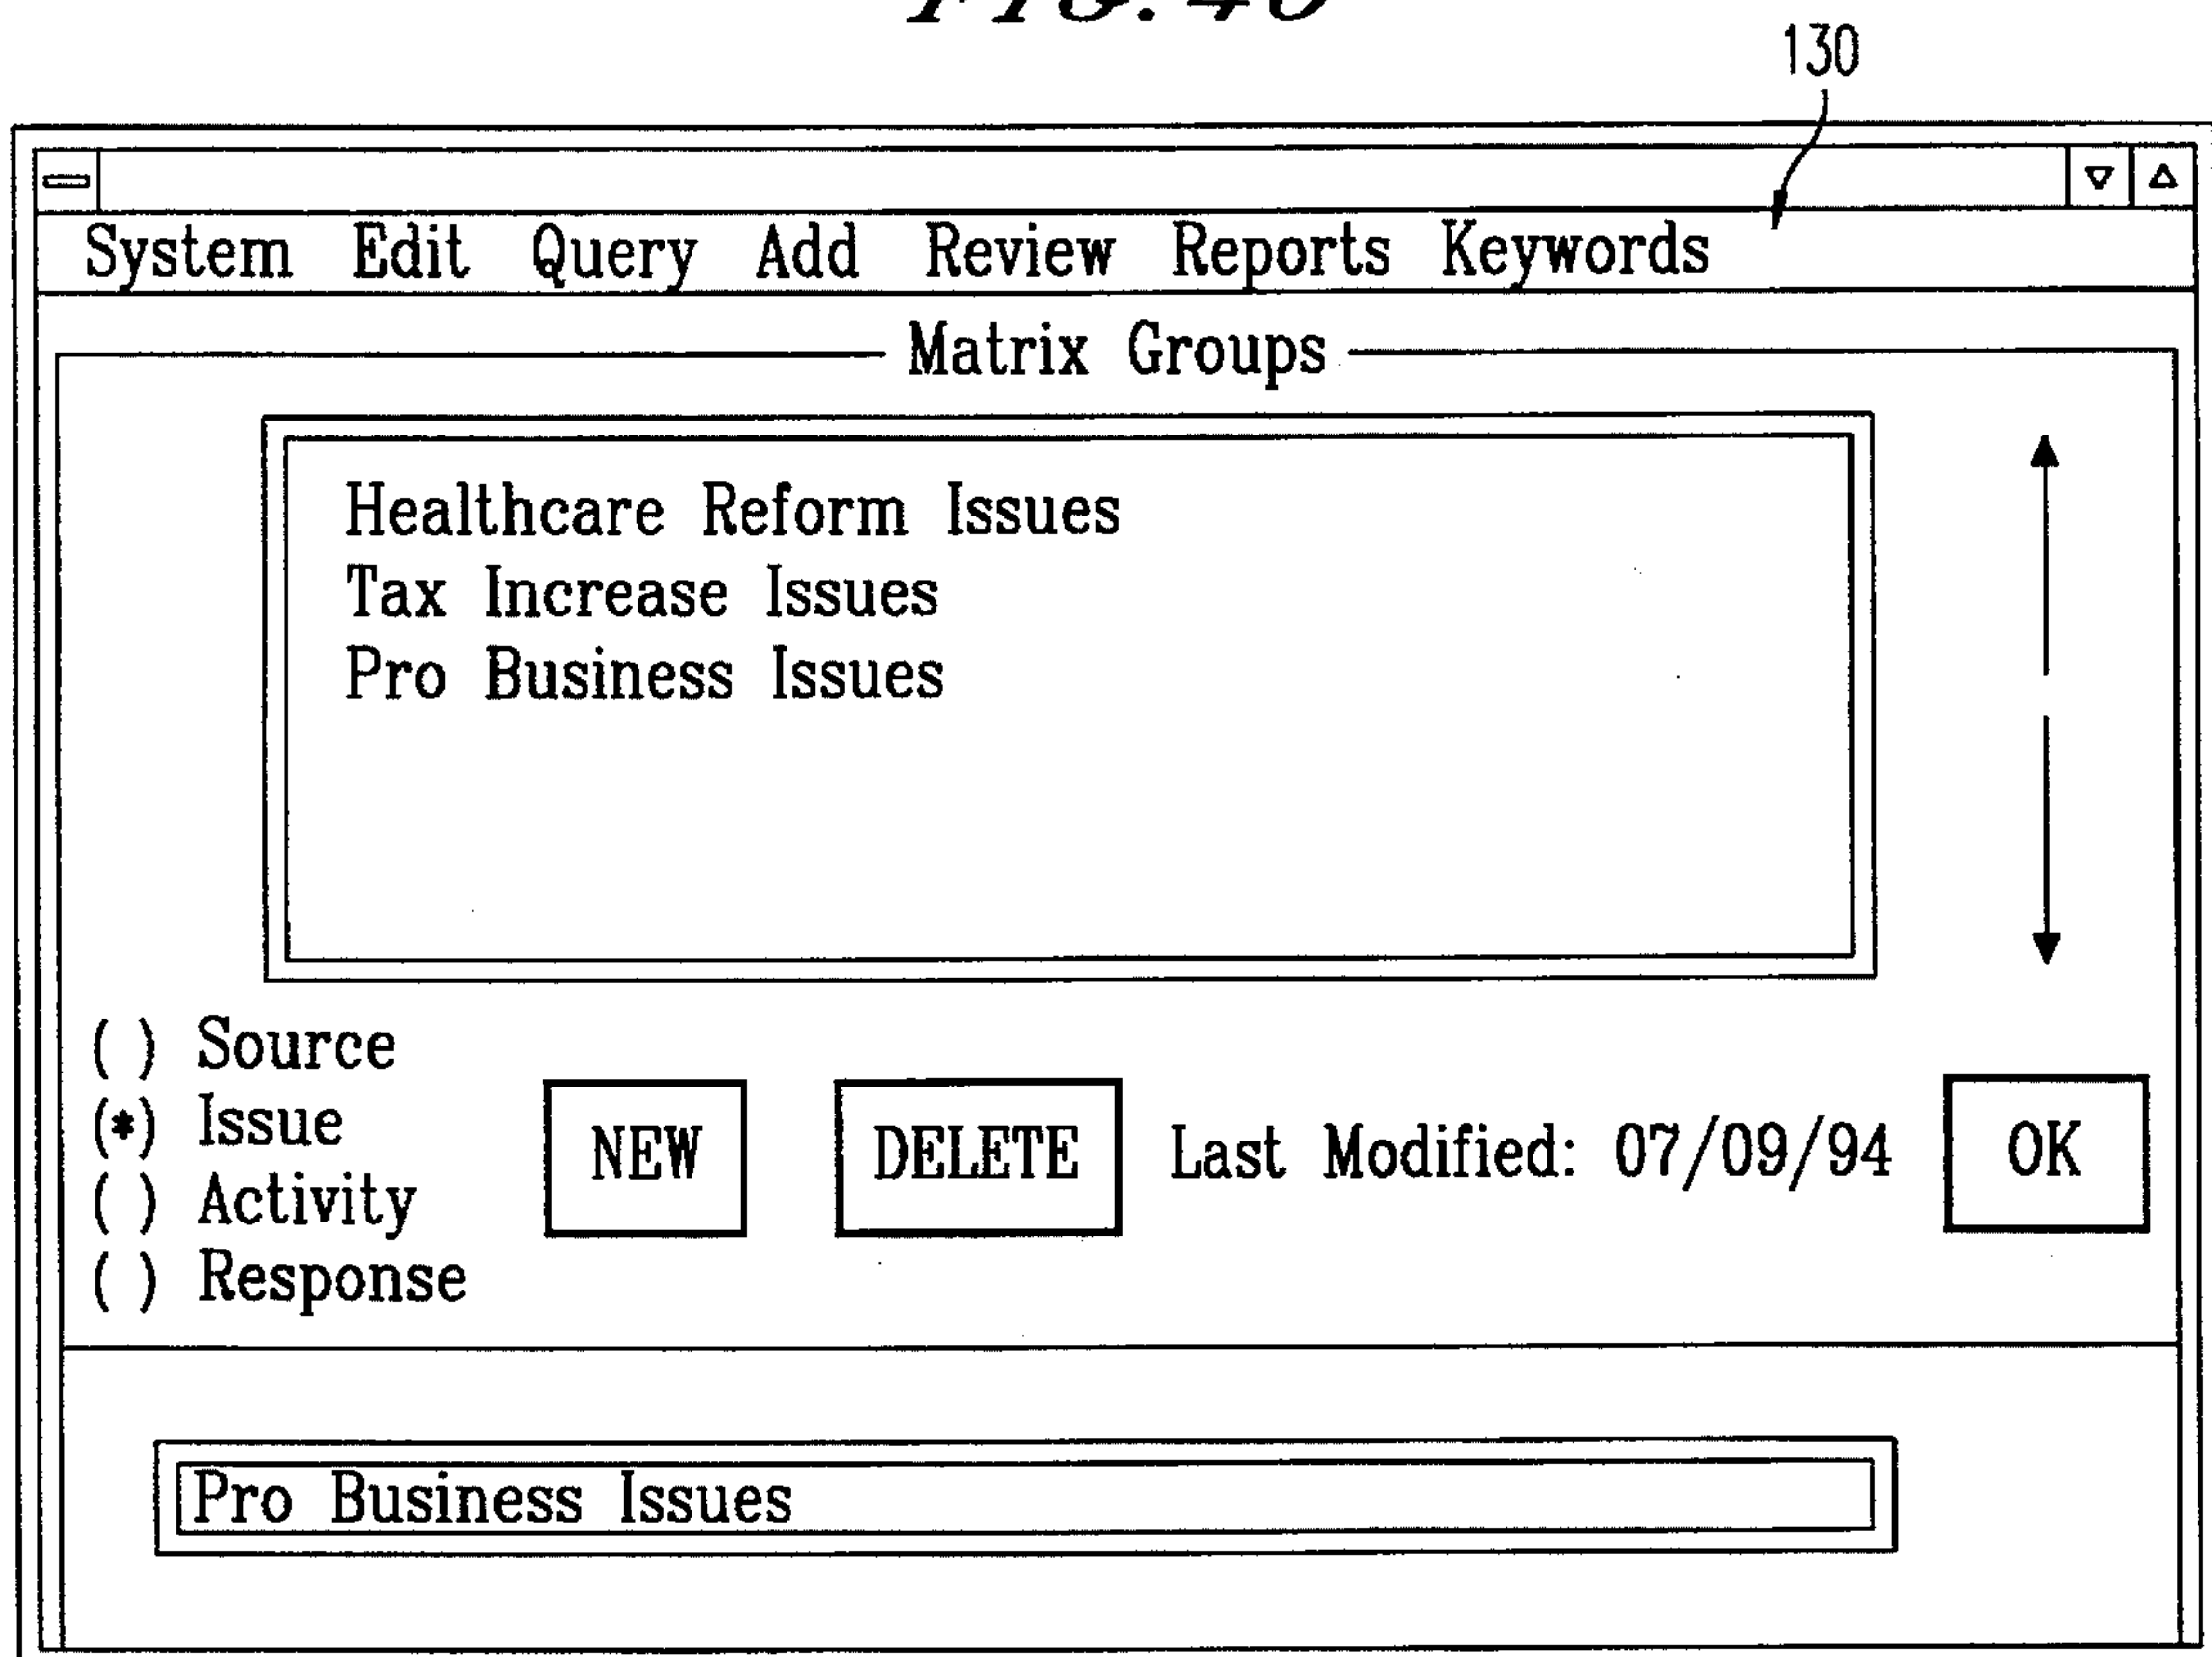 130
System Edit Query Add Review Reports Keywords
Matrix Groups
Healthcare Reform Issues
Tax Increase Issues
Pro Business Issues
( ) Source
(*) Issue
( ) Activity
( ) Response
NEW
DELETE
Last Modified: 07/09/94
OK
Pro Business Issues